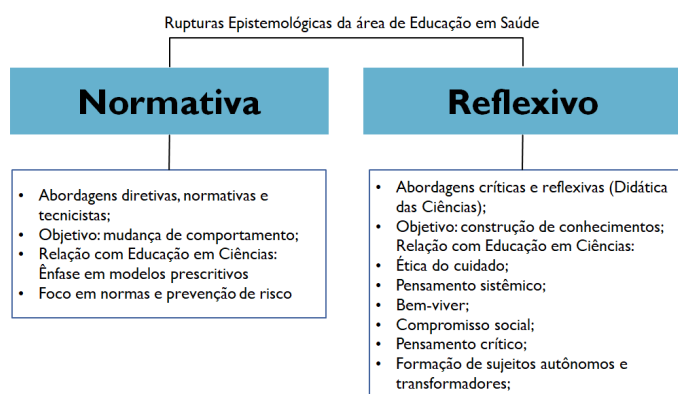 Rupturas Epistemológicas da área de Educação em Saúde
Normativa
• Abordagens diretivas, normativas e
tecnicistas;
• Objetivo: mudança de comportamento;
• Relação com Educação em Ciências:
Ênfase em modelos prescritivos
• Foco em normas e prevenção de risco
Reflexivo
• Abordagens críticas e reflexivas (Didática
das Ciências);
• Objetivo: construção de conhecimentos;
Relação com Educação em Ciências:
• Ética do cuidado;
• Pensamento sistêmico;
• Bem-viver;
• Compromisso social;
• Pensamento crítico;
• Formação de sujeitos autônomos e
transformadores;